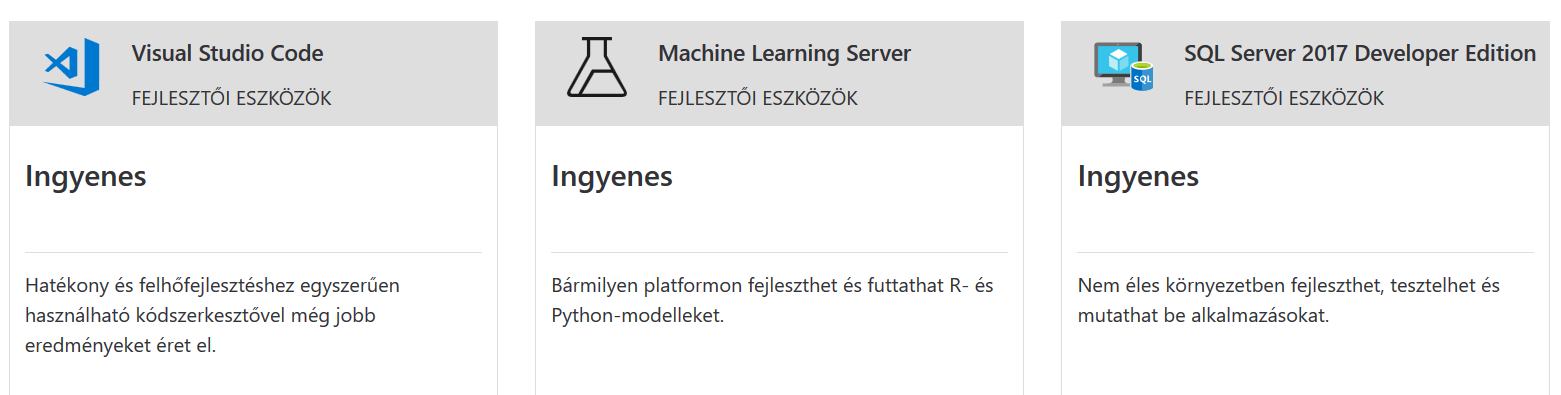 Visual Studio Code
FEJLESZTŐI ESZKÖZÖK
Ingyenes
Hatékony és felhőfejlesztéshez egyszerűen
használható kódszerkesztővel még jobb
eredményeket éret el.
Machine Learning Server
FEJLESZTŐI ESZKÖZÖK
Ingyenes
Bármilyen platformon fejleszthet és futtathat R- és
Python-modelleket.
SQL
SQL Server 2017 Developer Edition
FEJLESZTŐI ESZKÖZÖK
Ingyenes
Nem éles környezetben fejleszthet, tesztelhet és
mutathat be alkalmazásokat.